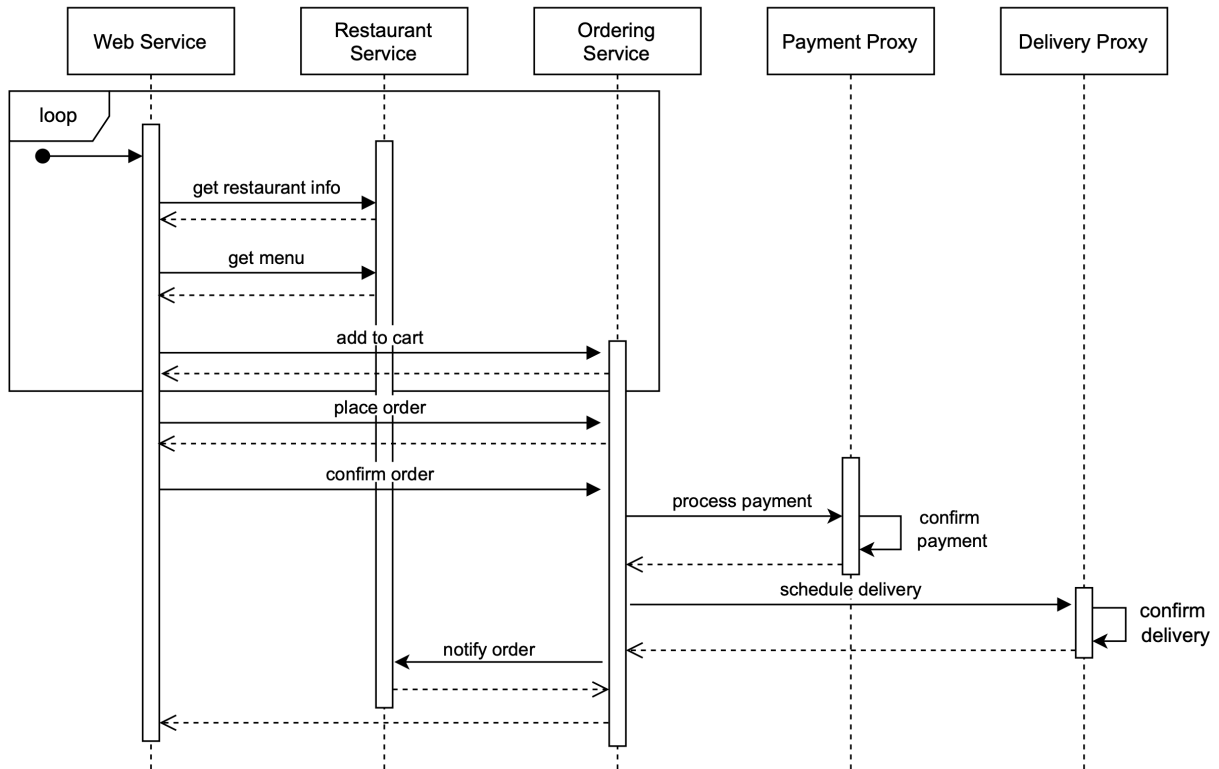 Web Service
Restaurant
Service
Ordering
Service
Payment Proxy
Delivery Proxy
loop
get restaurant info
get menu
add to cart
place order
confirm order
process payment
confirm
payment
schedule delivery
confirm
delivery
notify order